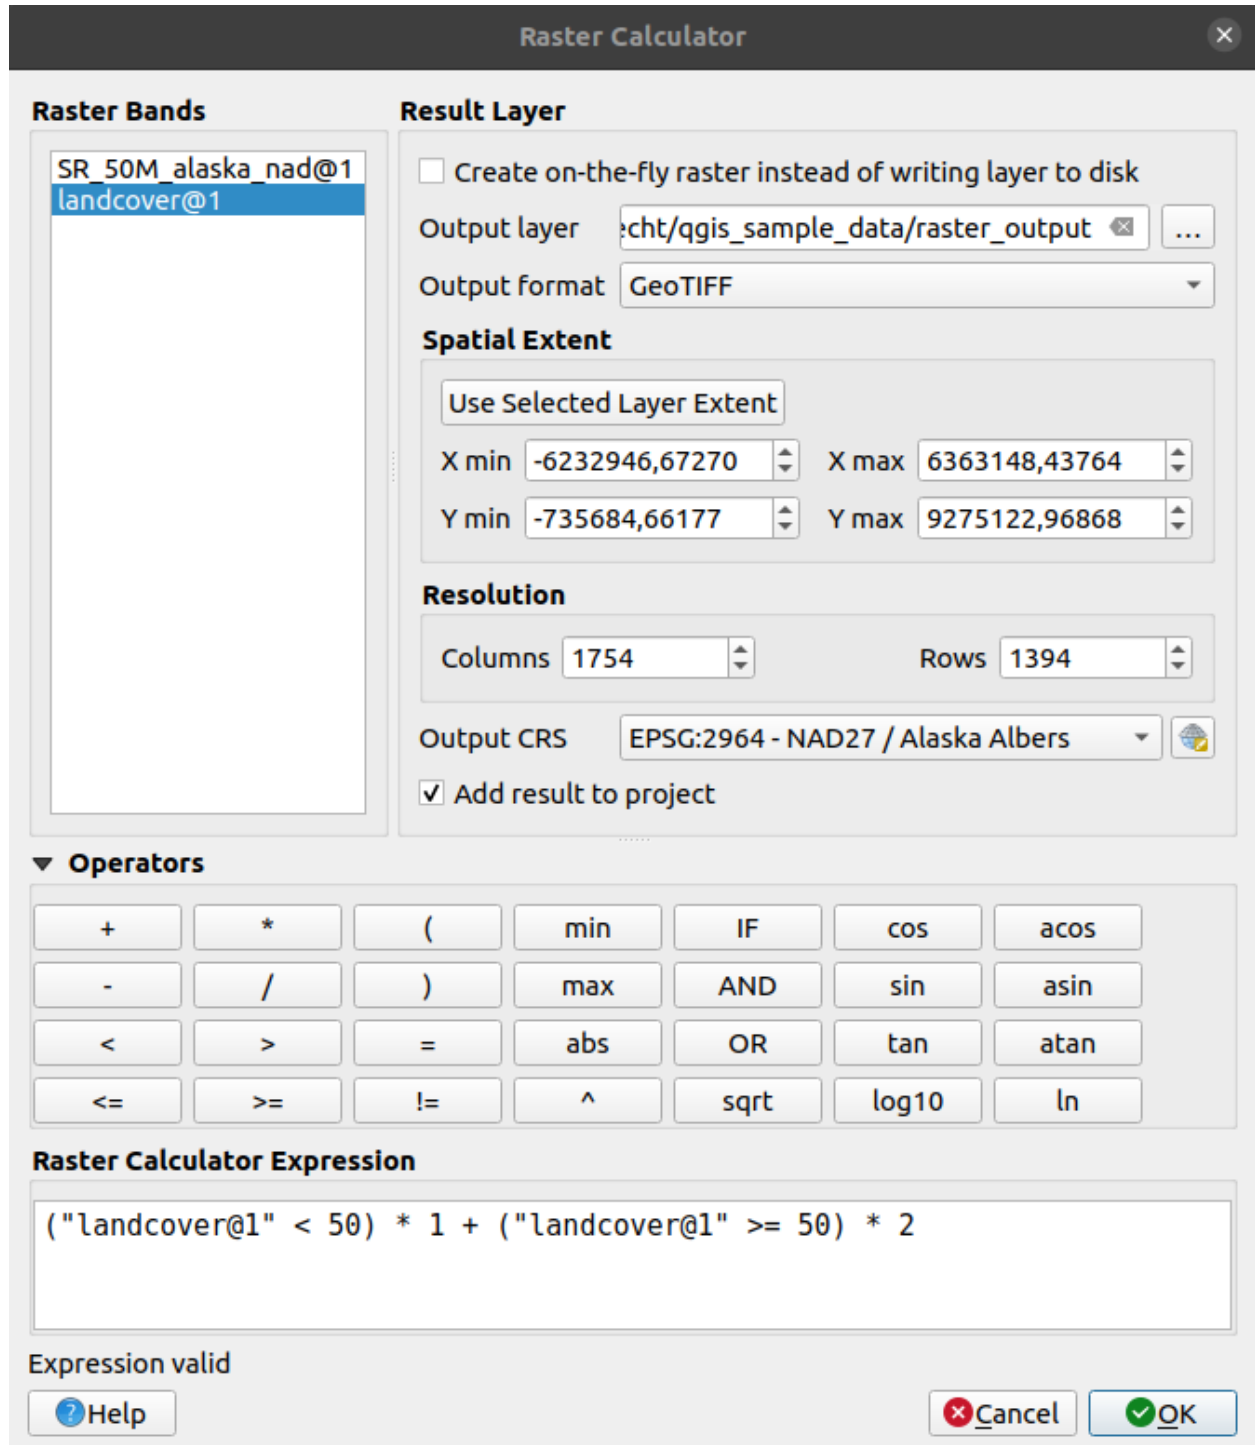 Raster Calculator
Raster Bands
SR_50M_alaska_nad@1
landcover@1
Result Layer
Create on-the-fly raster instead of writing layer to disk
Output layer echt/qgis_sample_data/raster_output ...
Output format GeoTIFF
Spatial Extent
Use Selected Layer Extent
X min -6232946,67270 X max 6363148,43764
Y min -735684,66177 Y max 9275122,96868
Resolution
Columns 1754 Rows 1394
Output CRS EPSG:2964 - NAD27 / Alaska Albers
Add result to project
Operators
+ * ( min IF cos acos
- / ) max AND sin asin
< > = abs OR tan atan
<= >= != ^ sqrt log10 ln
Raster Calculator Expression
("landcover@1" < 50) * 1 + ("landcover@1" >= 50) * 2
Expression valid
Help Cancel OK